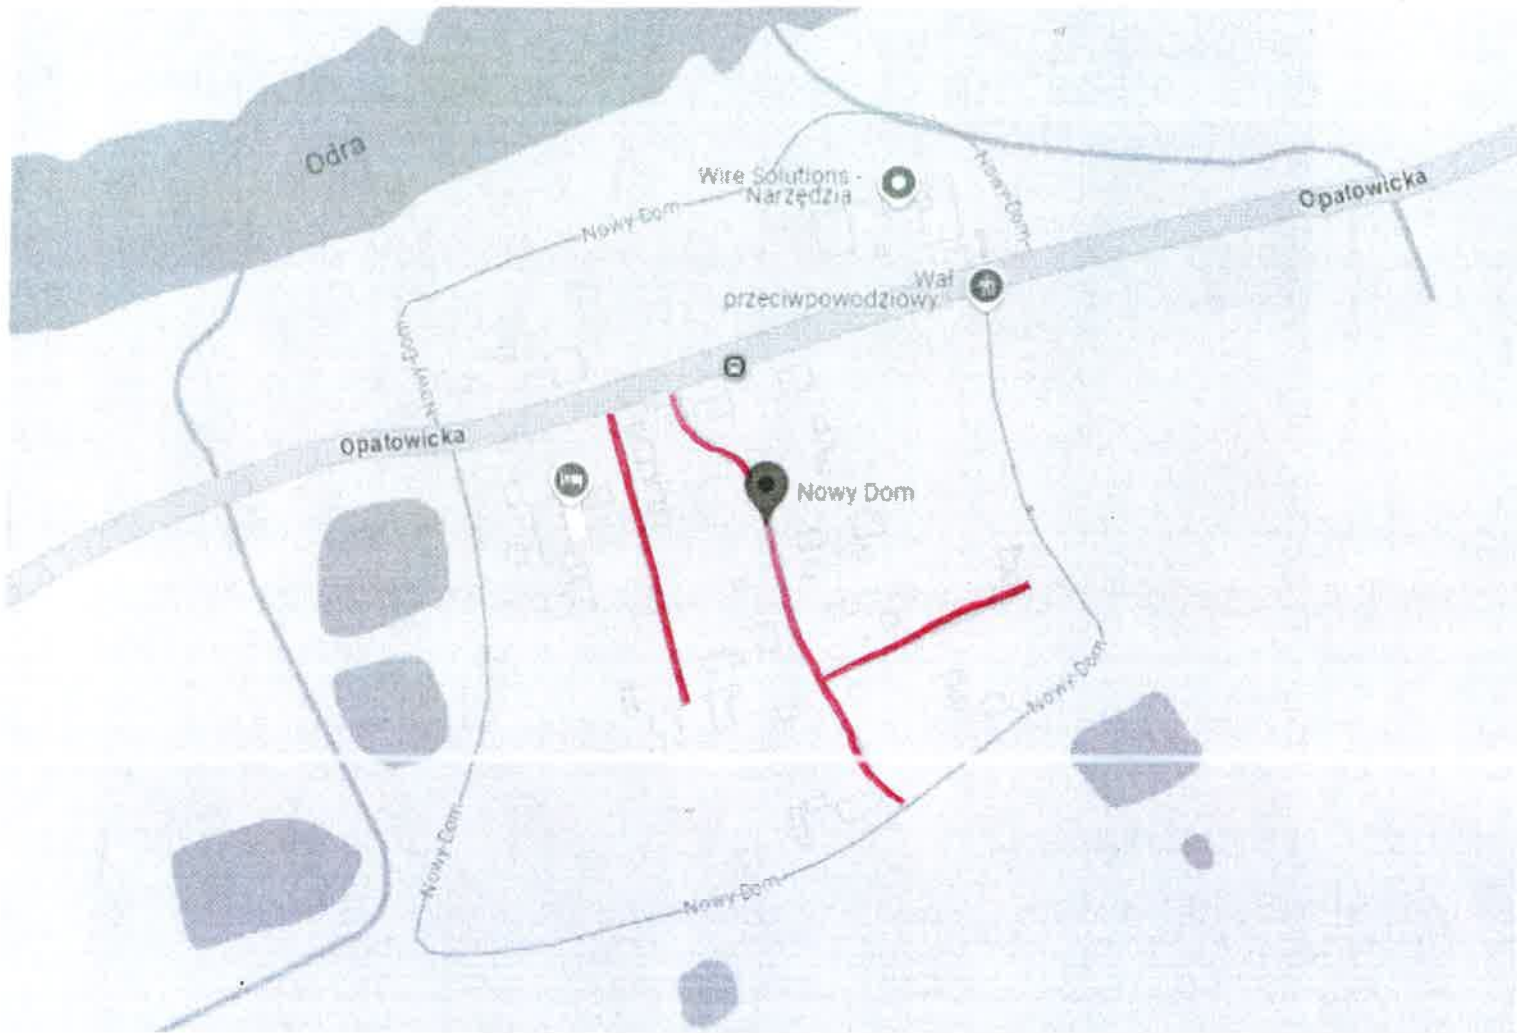 Odra
Wire Solutions -
Narzędzia
Nowy Dom
Nowy Dom
Opatowicka
Wał
przeciwpowodziowy
Nowy Dom
Opatowicka
Nowy Dom
Nowy Dom
Nowy Dom
Nowy Dom